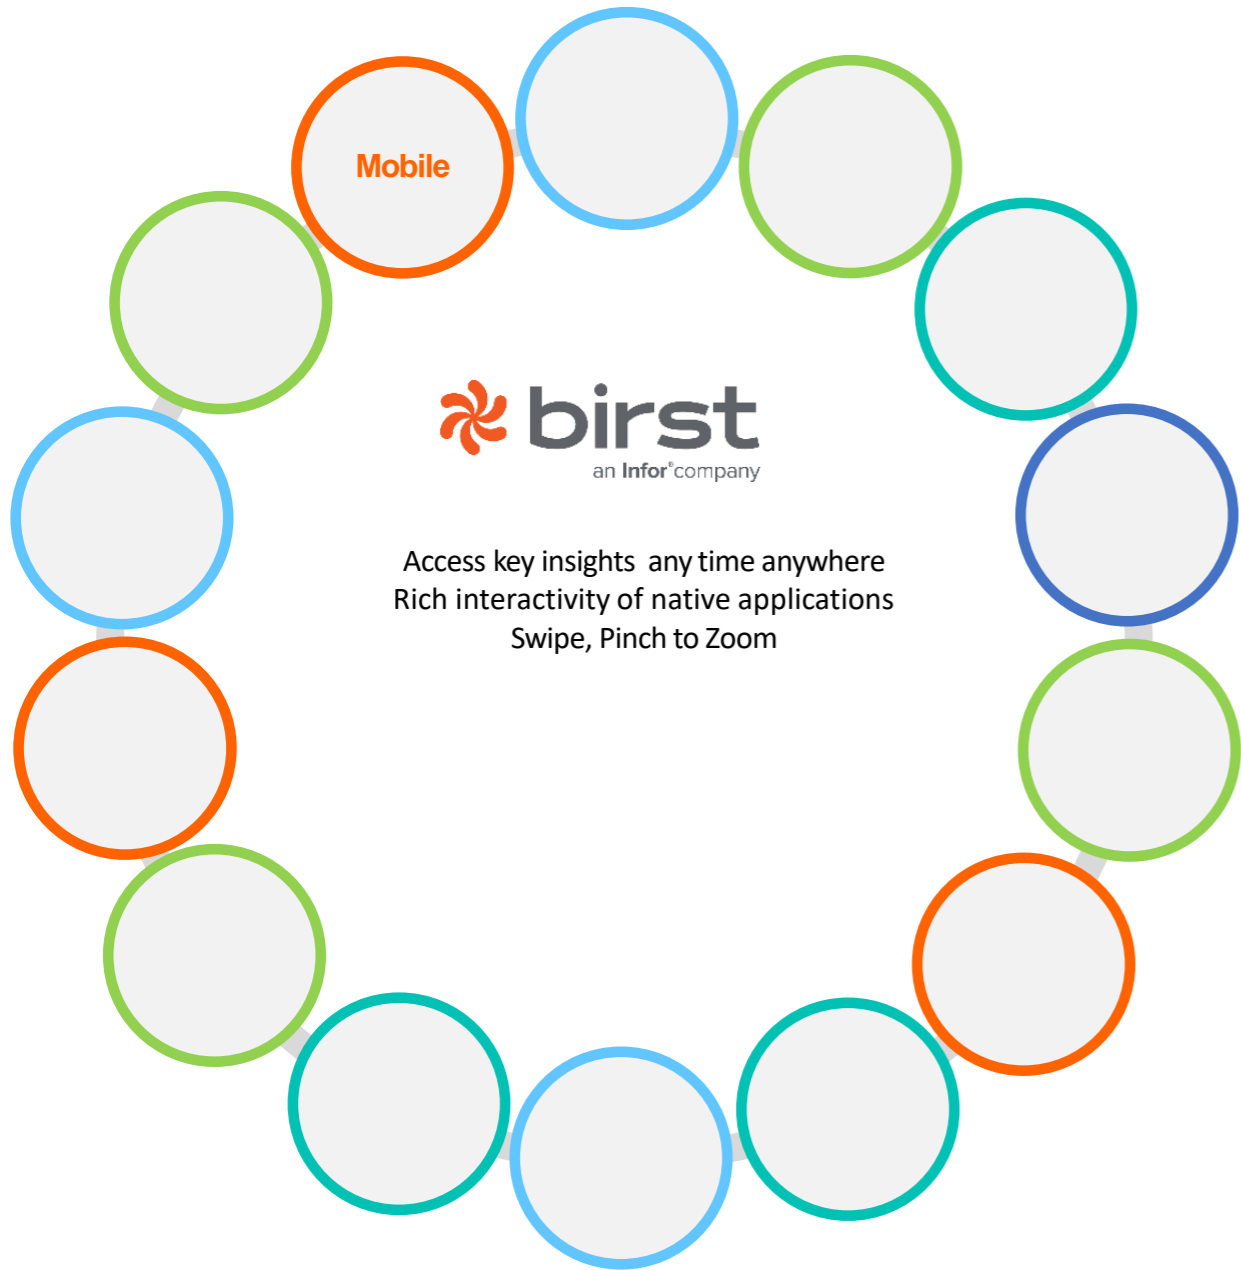 Mobile
birst
an Infor® company
Access key insights any time anywhere
Rich interactivity of native applications
Swipe, Pinch to Zoom